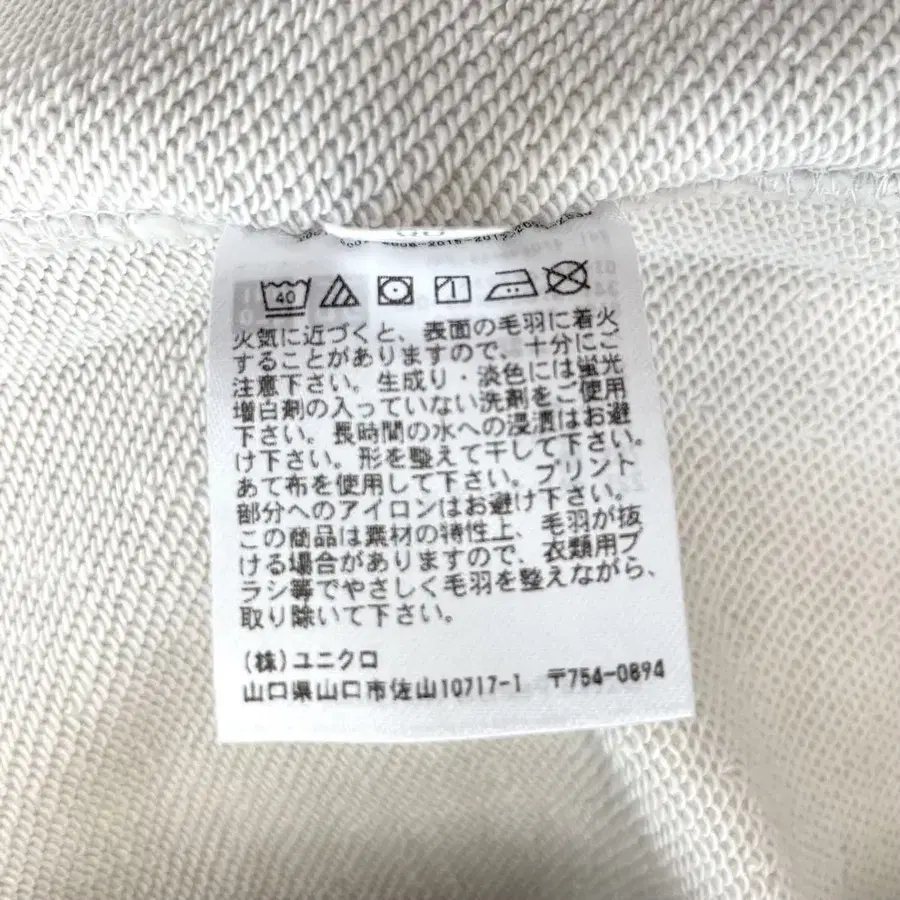 40
火気に近づくと、表面の毛羽に着火
することがありますので、十分にご
注意下さい。生成り・淡色には蛍光
増白剤の入っていない洗剤をご使用
下さい。長時間の水への浸漬はお避
け下さい。形を整えて干して下さい。
あて布を使用して下さい。プリント
部分へのアイロンはお避け下さい。
この商品は素材の特性上、毛羽が抜
ける場合がありますので、衣類用ブ
ラシ等でやさしく毛羽を整えながら、
取り除いて下さい。
(株)ユニクロ
山口県山口市佐山10717-1 〒754-0894